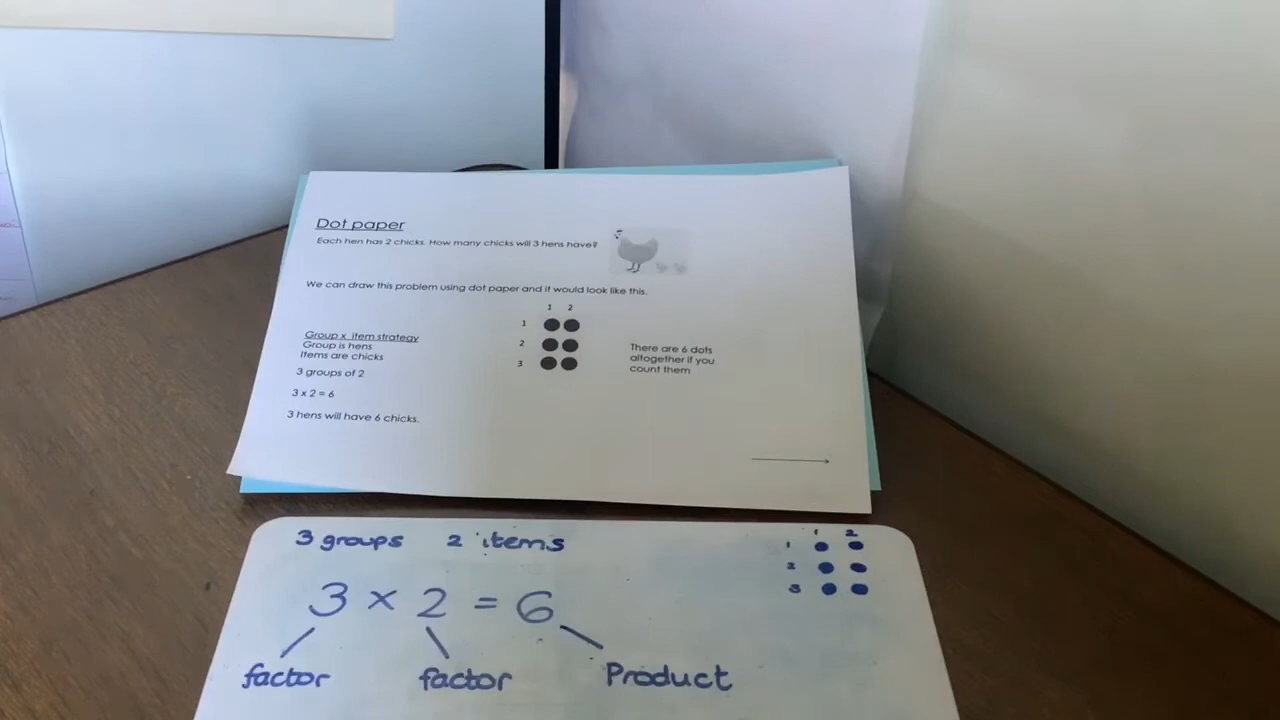 Dot paper
Each hen has 2 chicks. How many chicks will 3 hens have?
We can draw this problem using dot paper and it would look like this.
1 2
1
2
3
Group x item strategy
Group is hens
Items are chicks
3 groups of 2
3 x 2 = 6
3 hens will have 6 chicks.
There are 6 dots
altogether if you
count them
3 groups 2 items
3 × 2 = 6
factor factor Product
1 2
1
2
3